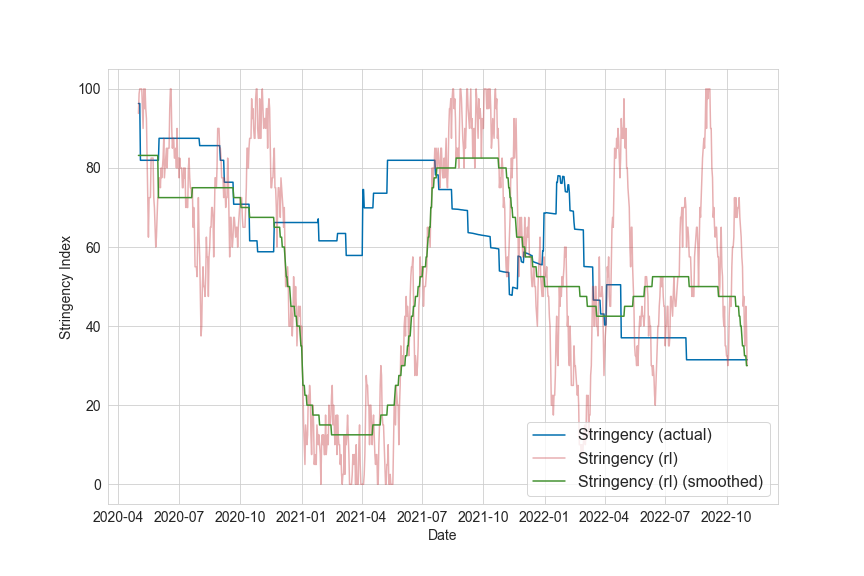 100
80
60
40
20
0
Stringency Index
2020-04 2020-07 2020-10 2021-01 2021-04 2021-07 2021-10 2022-01 2022-04 2022-07 2022-10
Date
Stringency (actual)
Stringency (rl)
Stringency (rl) (smoothed)